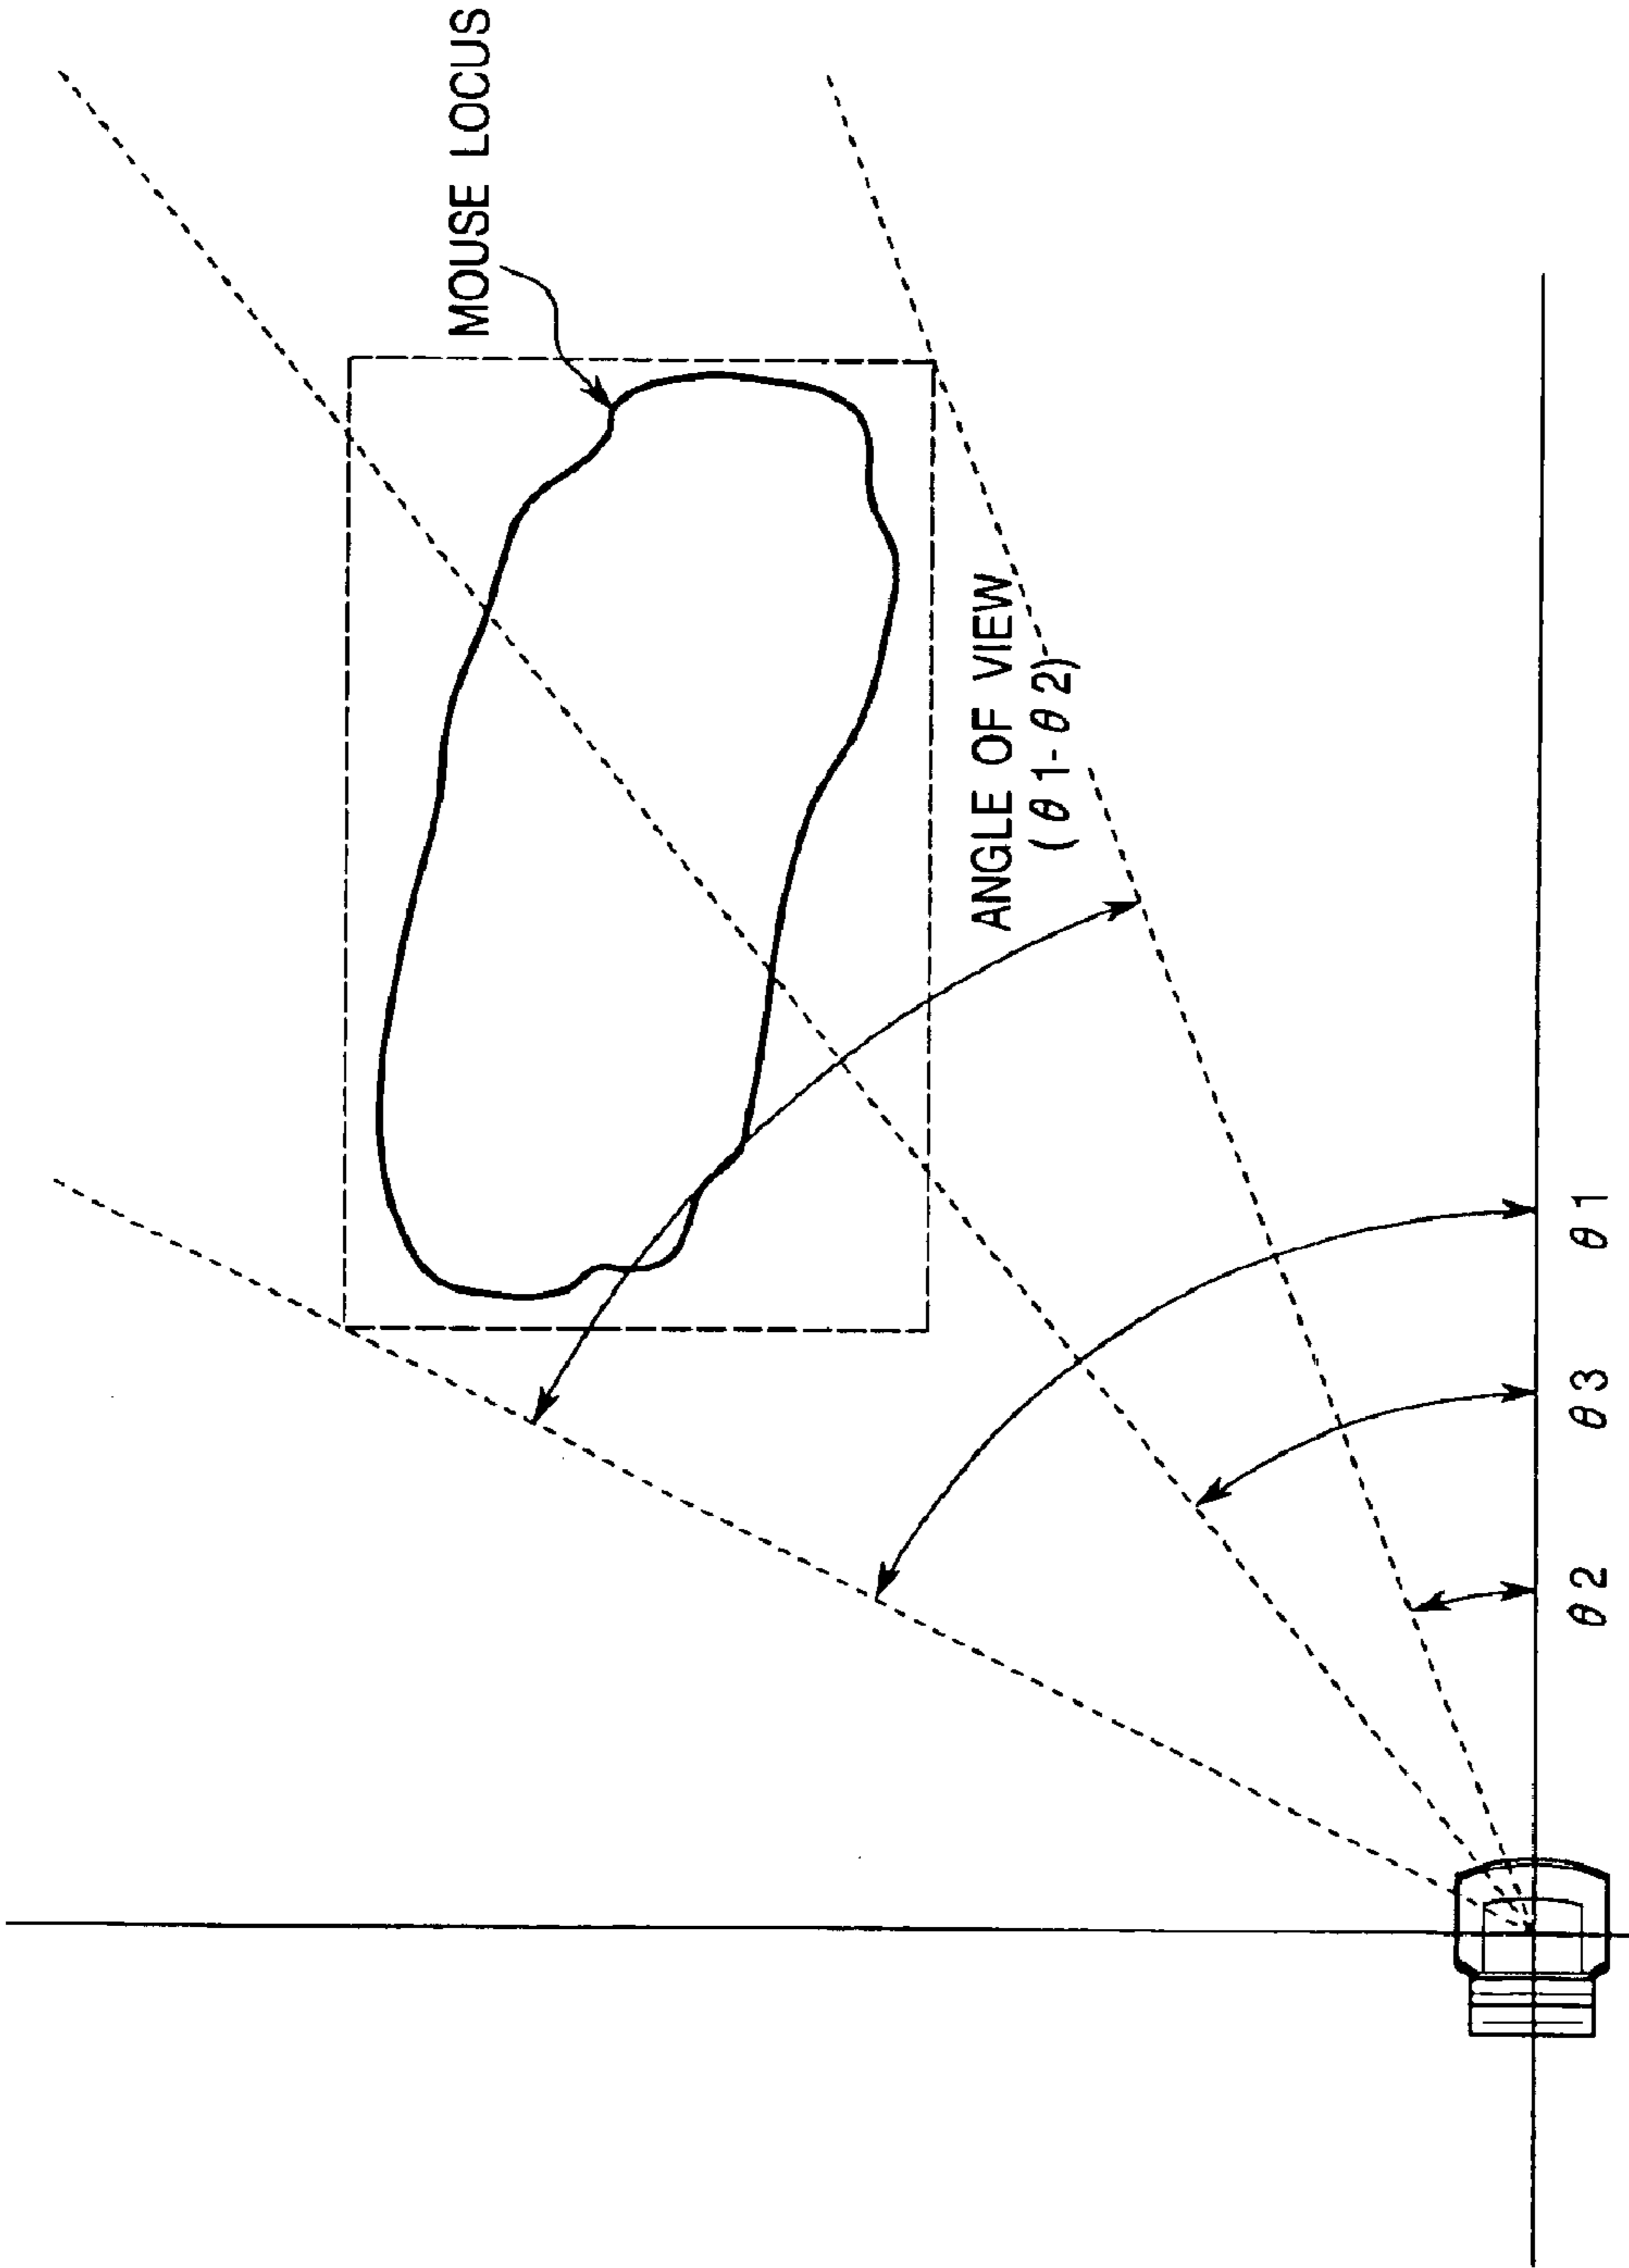 MOUSE LOCUS
ANGLE OF VIEW
(θ1-θ2)
θ2
θ3
θ1